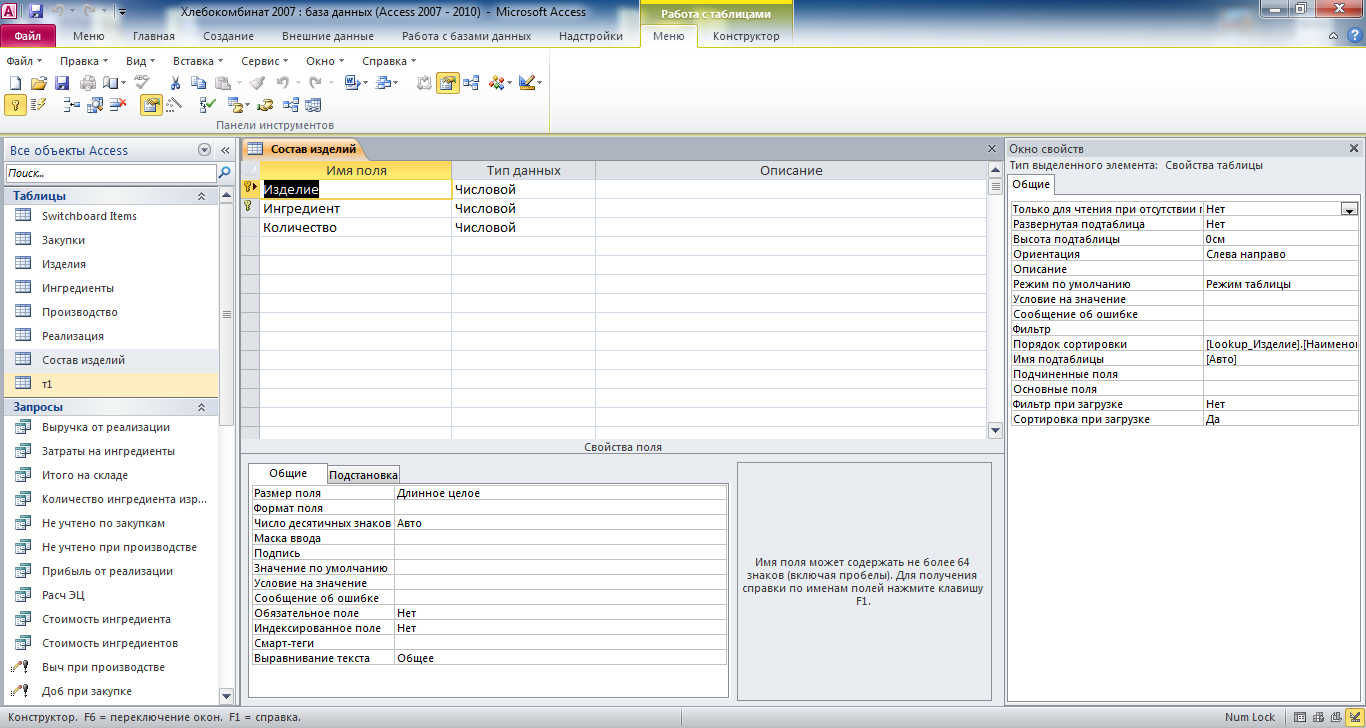 Хлебокомбинат 2007 : база данных (Access 2007 - 2010) - Microsoft Access
Работа с таблицами
Файл Меню Главная Создание Внешние данные Работа с базами данных Надстройки Меню Конструктор
Файл Правка Вид Вставка Сервис Окно Справка
Панели инструментов
Все объекты Access
Поиск...
Таблицы
Switchboard Items
Закупки
Изделия
Ингредиенты
Производство
Реализация
Состав изделий
т1
Запросы
Выручка от реализации
Затраты на ингредиенты
Итого на складе
Количество ингредиента изр...
Не учтено по закупкам
Не учтено при производстве
Прибыль от реализации
Расч ЭЦ
Стоимость ингредиента
Стоимость ингредиентов
Выч при производстве
Доб при закупке
Состав изделий
Имя поля Тип данных Описание
Изделие Числовой
Ингредиент Числовой
Количество Числовой
Свойства поля
Общие Подстановка
Размер поля Длинное целое
Формат поля
Число десятичных знаков Авто
Маска ввода
Подпись
Значение по умолчанию
Условие на значение
Сообщение об ошибке
Обязательное поле Нет
Индексированное поле Нет
Смарт-теги
Выравнивание текста Общее
Имя поля может содержать не более 64
знаков (включая пробелы). Для получения
справки по именам полей нажмите клавишу
F1.
Окно свойств
Тип выделенного элемента: Свойства таблицы
Общие
Только для чтения при отсутствии г Нет
Развернутая подтаблица Нет
Высота подтаблицы 0см
Ориентация Слева направо
Описание
Режим по умолчанию Режим таблицы
Условие на значение
Сообщение об ошибке
Фильтр
Порядок сортировки [Lookup_Изделие].[Наименов
Имя подтаблицы [Авто]
Подчиненные поля
Основные поля
Фильтр при загрузке Нет
Сортировка при загрузке Да
Конструктор. F6 = переключение окон. F1 = справка.
Num Lock